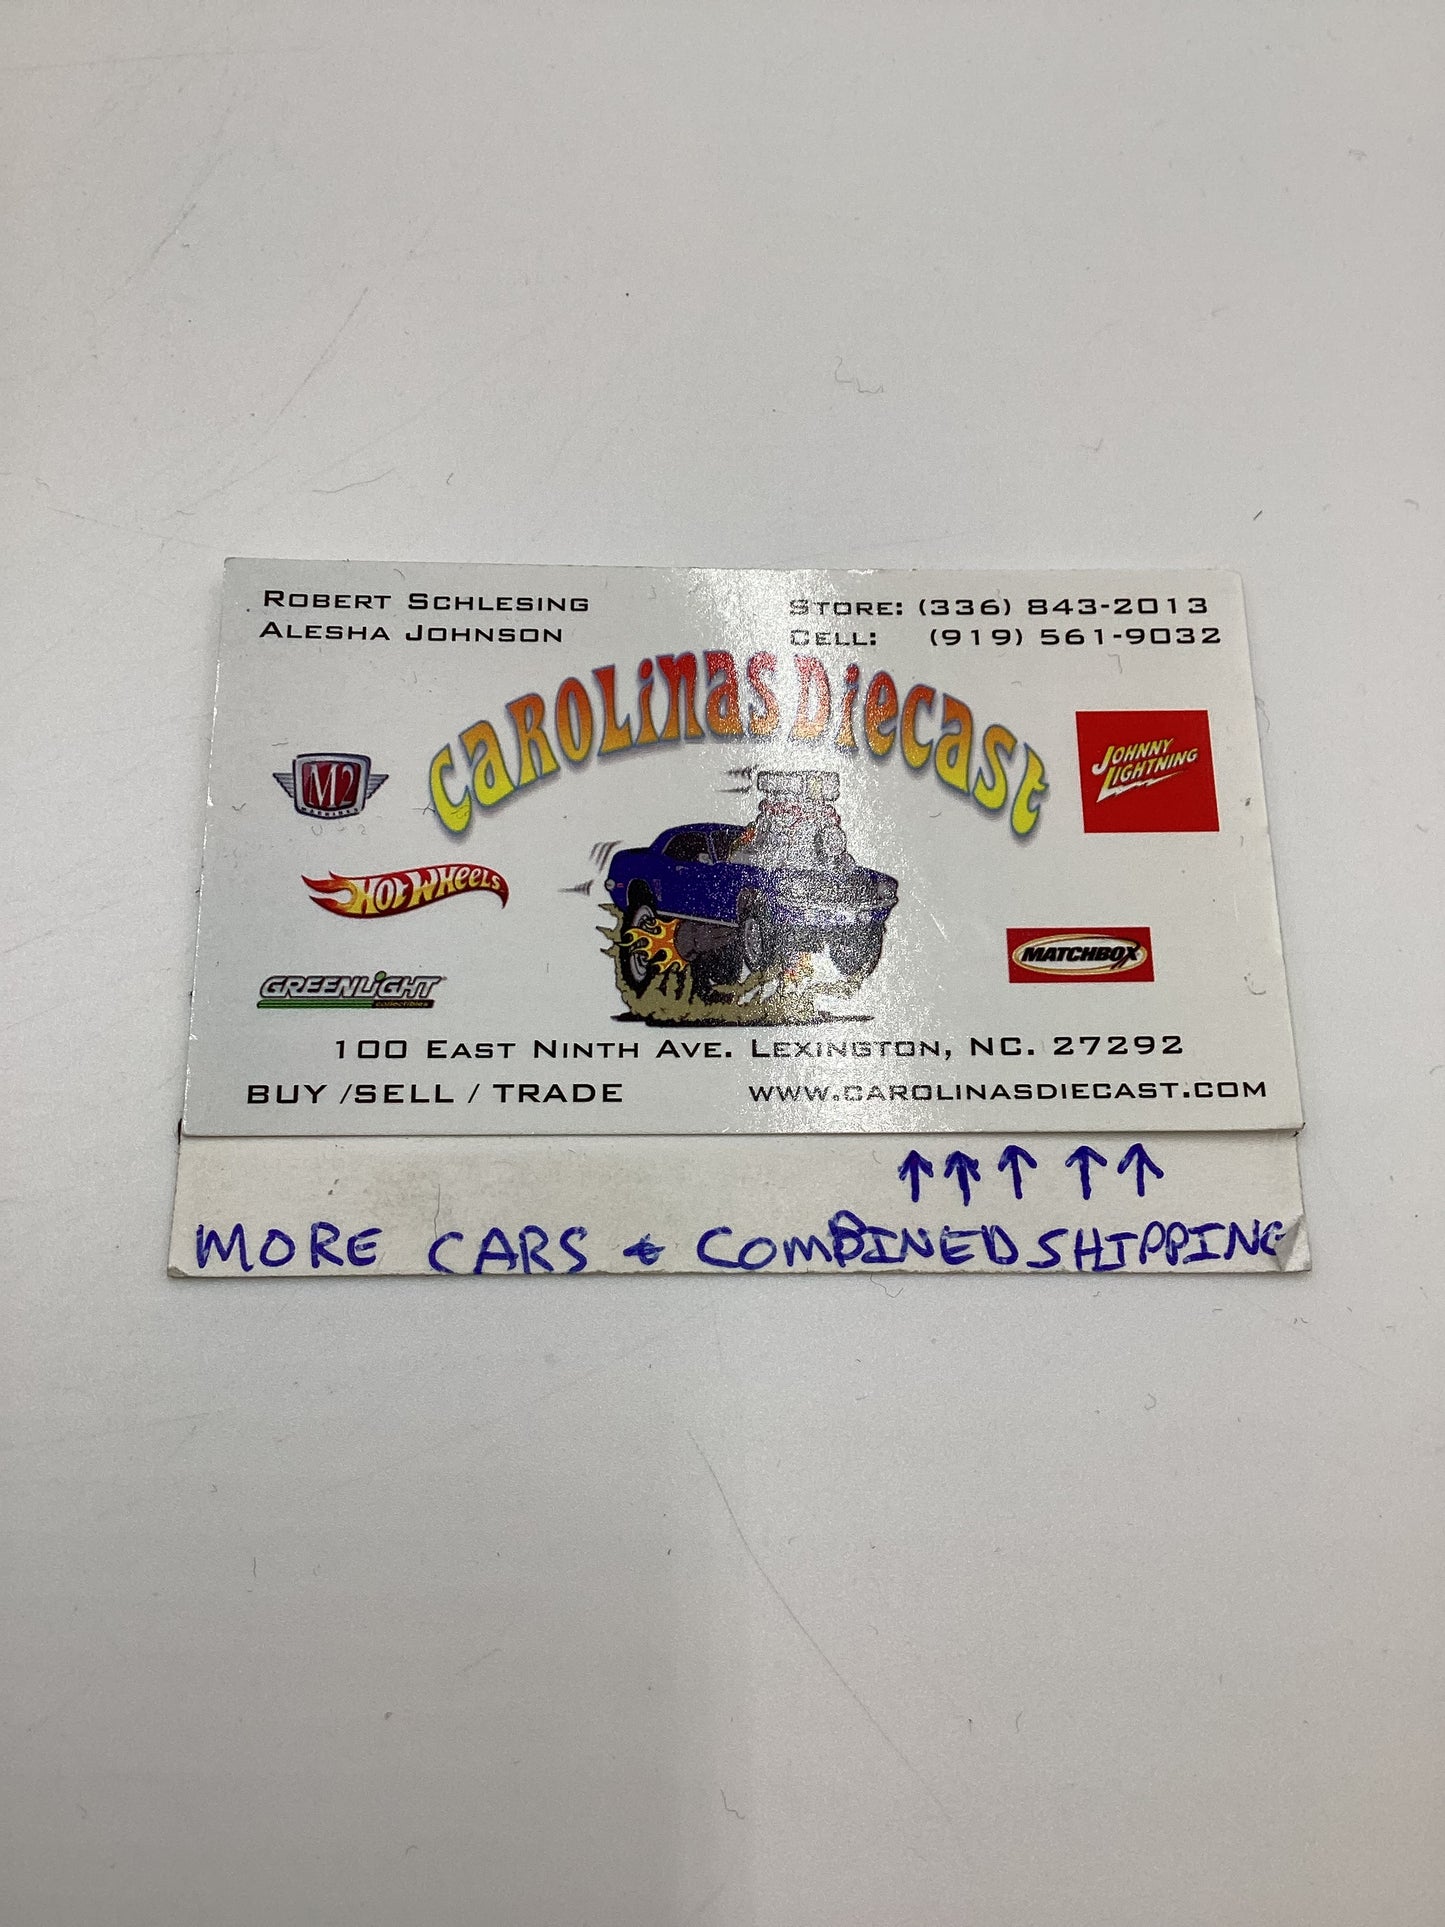 ROBERT SCHLESING
ALESHA JOHNSON
STORE: (336) 843-2013
CELL: (919) 561-9032
CAROLINAS DIECAST
M2
MACHINES
JOHNNY
LIGHTNING
HOT WHEELS
MATCHBOX
GREENLIGHT
collectibles
100 EAST NINTH AVE. LEXINGTON, NC. 27292
BUY /SELL / TRADE
WWW.CAROLINASDIECAST.COM
↑↑↑ ↑↑
MORE CARS & COMBINED SHIPPING